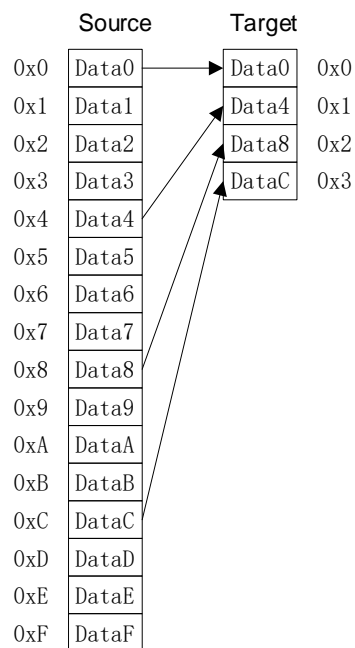 Source Target
0x0 Data0 Data0 0x0
0x1 Data1 Data4 0x1
0x2 Data2 Data8 0x2
0x3 Data3 DataC 0x3
0x4 Data4
0x5 Data5
0x6 Data6
0x7 Data7
0x8 Data8
0x9 Data9
0xA DataA
0xB DataB
0xC DataC
0xD DataD
0xE DataE
0xF DataF